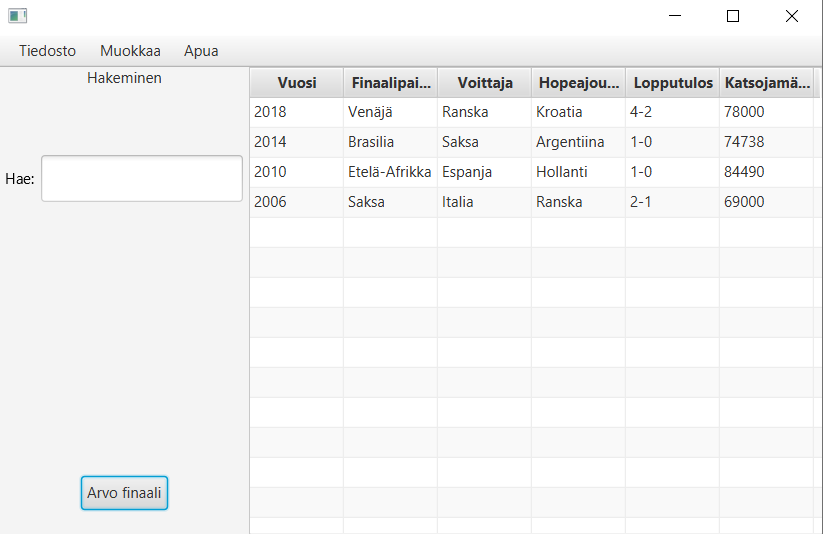 Tiedosto Muokkaa Apua
Hakeminen
Hae:
Arvo finaali
Vuosi Finaalipai... Voittaja Hopeajou... Lopputulos Katsojamä...
2018 Venäjä Ranska Kroatia 4-2 78000
2014 Brasilia Saksa Argentiina 1-0 74738
2010 Etelä-Afrikka Espanja Hollanti 1-0 84490
2006 Saksa Italia Ranska 2-1 69000